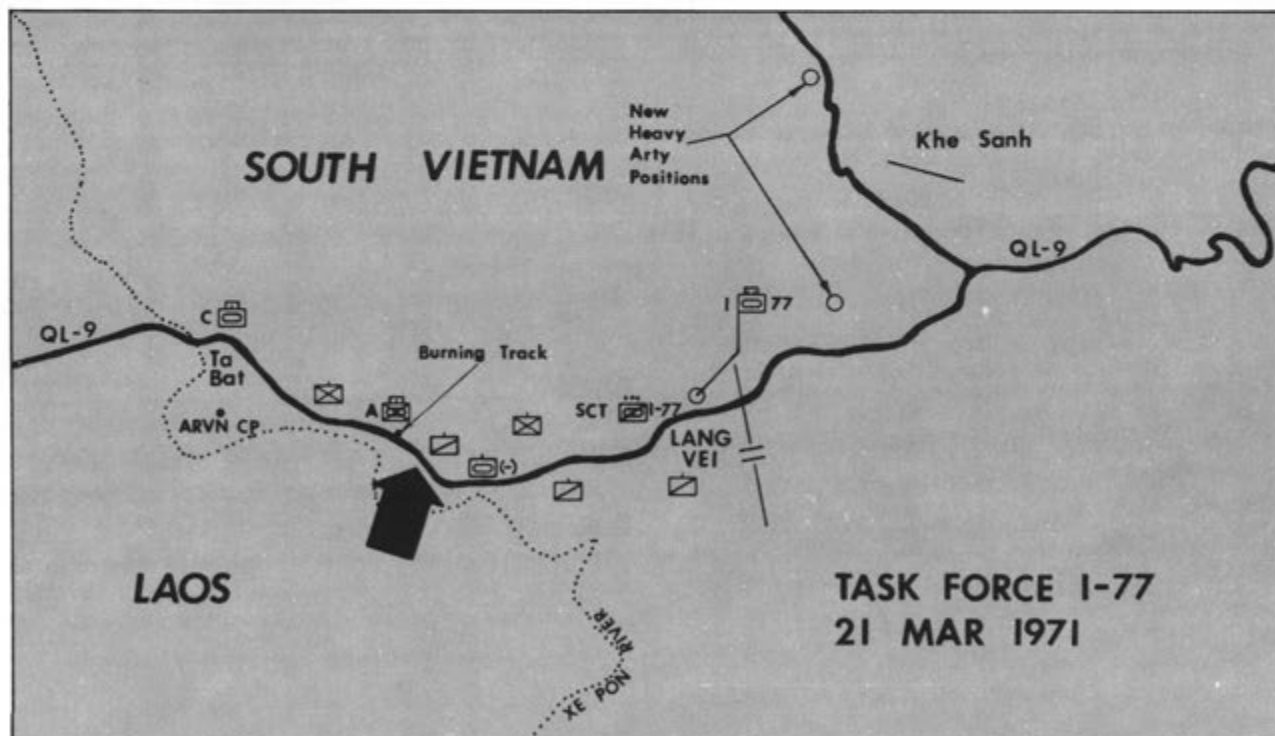 New
Heavy
Arty
Positions
Khe Sanh
SOUTH VIETNAM
QL-9
I 77
C
QL-9
Ta
Bat
Burning Track
A
SCT I-77
ARVN CP
LANG
VEI
(-)
LAOS
TASK FORCE I-77
21 MAR 1971
XE PON RIVER